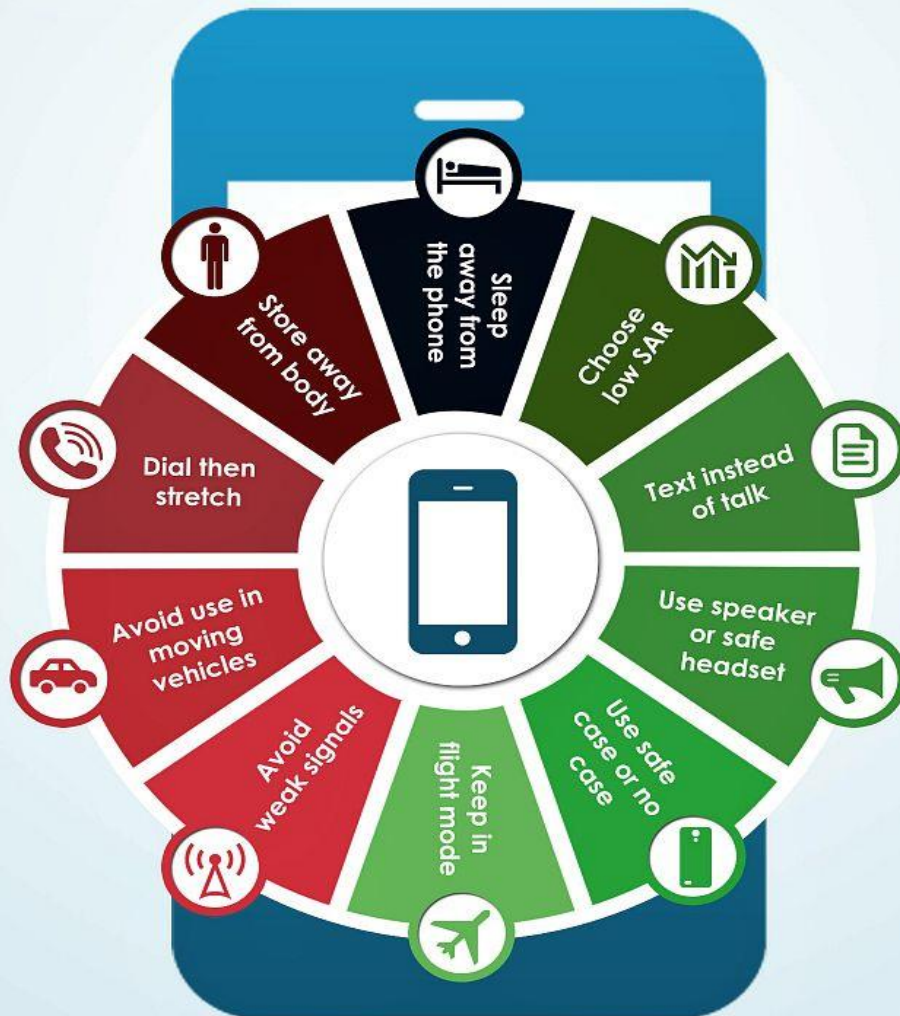 Sleep
away from
the phone
Choose
low SAR
Text instead
of talk
Use speaker
or safe
headset
Use safe
case or no
case
Keep in
flight mode
Avoid
weak signals
Avoid use in
moving
vehicles
Dial then
stretch
Store away
from body